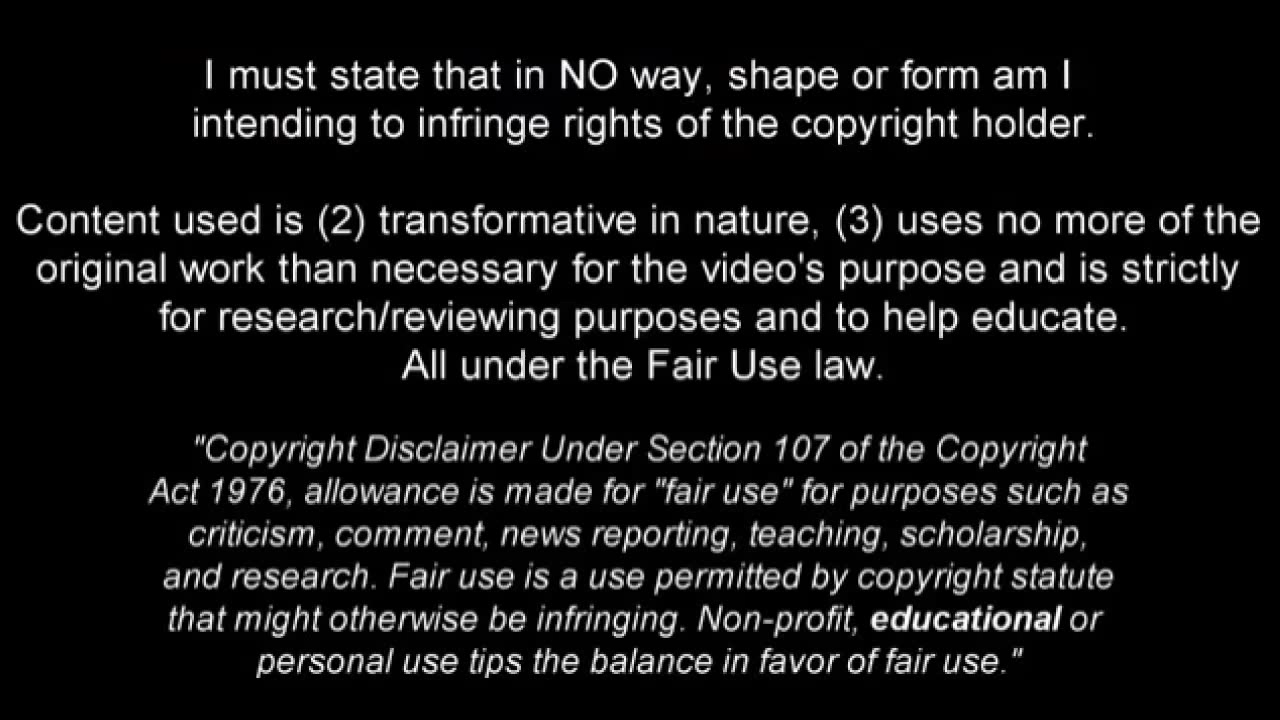 I must state that in NO way, shape or form am I
intending to infringe rights of the copyright holder.
Content used is (2) transformative in nature, (3) uses no more of the
original work than necessary for the video's purpose and is strictly
for research/reviewing purposes and to help educate.
All under the Fair Use law.
"Copyright Disclaimer Under Section 107 of the Copyright
Act 1976, allowance is made for "fair use" for purposes such as
criticism, comment, news reporting, teaching, scholarship,
and research. Fair use is a use permitted by copyright statute
that might otherwise be infringing. Non-profit, educational or
personal use tips the balance in favor of fair use."